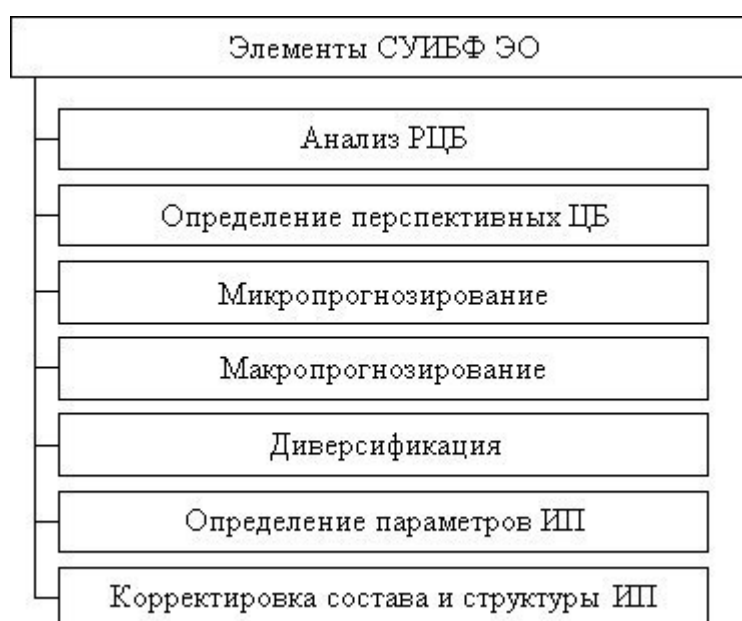 Элементы СУИБФ ЭО
Анализ РЦБ
Определение перспективных ЦБ
Микропрогнозирование
Макропрогнозирование
Диверсификация
Определение параметров ИП
Корректировка состава и структуры ИП